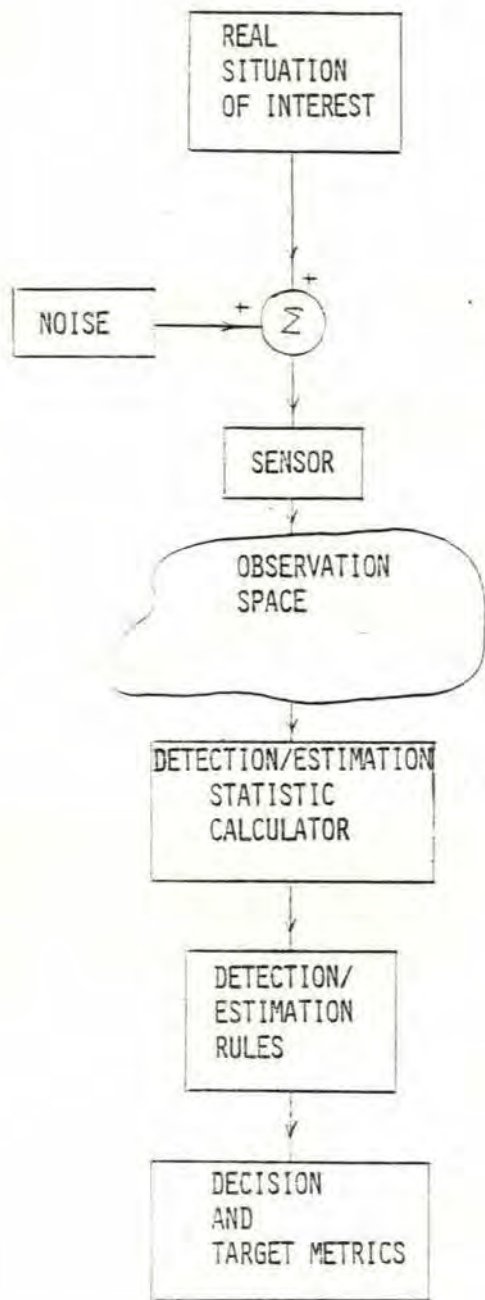 REAL
SITUATION
OF INTEREST
+
NOISE
+
Σ
SENSOR
OBSERVATION
SPACE
DETECTION/ESTIMATION
STATISTIC
CALCULATOR
DETECTION/
ESTIMATION
RULES
DECISION
AND
TARGET METRICS